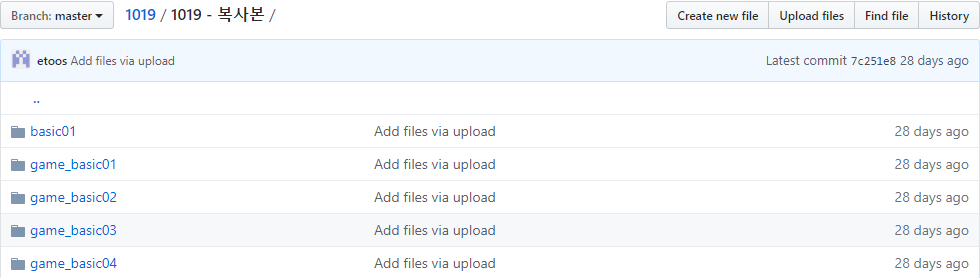 Branch: master 1019 / 1019 - 복사본 / Create new file Upload files Find file History
etoos Add files via upload Latest commit 7c251e8 28 days ago
..
basic01 Add files via upload 28 days ago
game_basic01 Add files via upload 28 days ago
game_basic02 Add files via upload 28 days ago
game_basic03 Add files via upload 28 days ago
game_basic04 Add files via upload 28 days ago